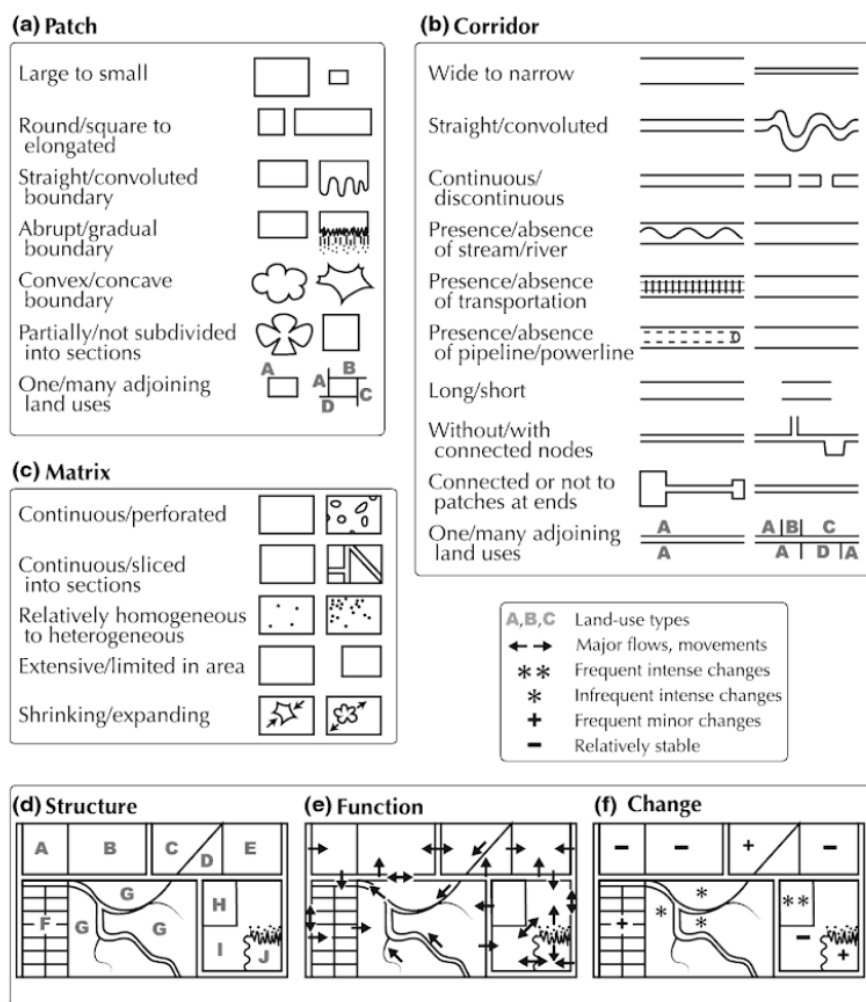 (a) Patch
Large to small
Round/square to
elongated
Straight/convoluted
boundary
Abrupt/gradual
boundary
Convex/concave
boundary
Partially/not subdivided
into sections
One/many adjoining
land uses
A
A
B
C
D
(b) Corridor
Wide to narrow
Straight/convoluted
Continuous/
discontinuous
Presence/absence
of stream/river
Presence/absence
of transportation
Presence/absence
of pipeline/powerline
Long/short
Without/with
connected nodes
Connected or not to
patches at ends
One/many adjoining
land uses
A
A
A B C
A D A
(c) Matrix
Continuous/perforated
Continuous/sliced
into sections
Relatively homogeneous
to heterogeneous
Extensive/limited in area
Shrinking/expanding
A,B,C Land-use types
Major flows, movements
** Frequent intense changes
* Infrequent intense changes
+ Frequent minor changes
− Relatively stable
(d) Structure
A B C D E
F G G G H
I J
(e) Function
(f) Change
− − + −
+ * * * **
− +